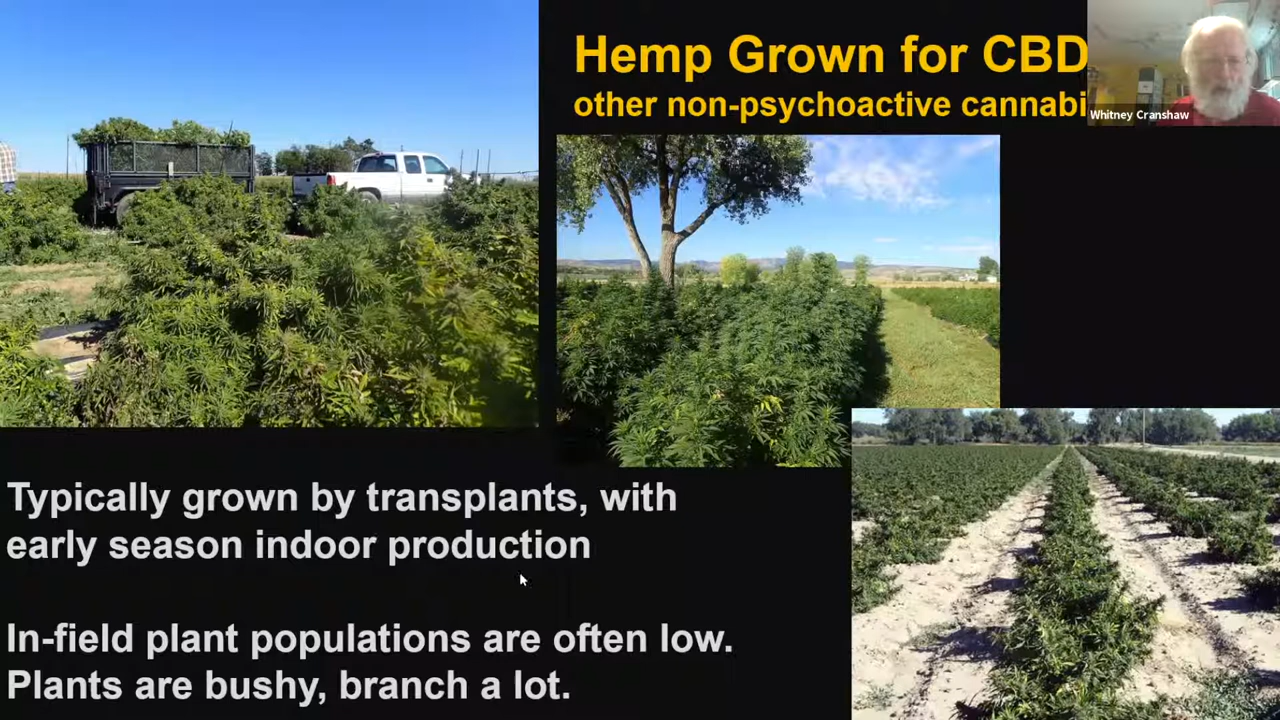 Hemp Grown for CBD
other non-psychoactive cannabi
Whitney Cranshaw
Typically grown by transplants, with
early season indoor production
In-field plant populations are often low.
Plants are bushy, branch a lot.